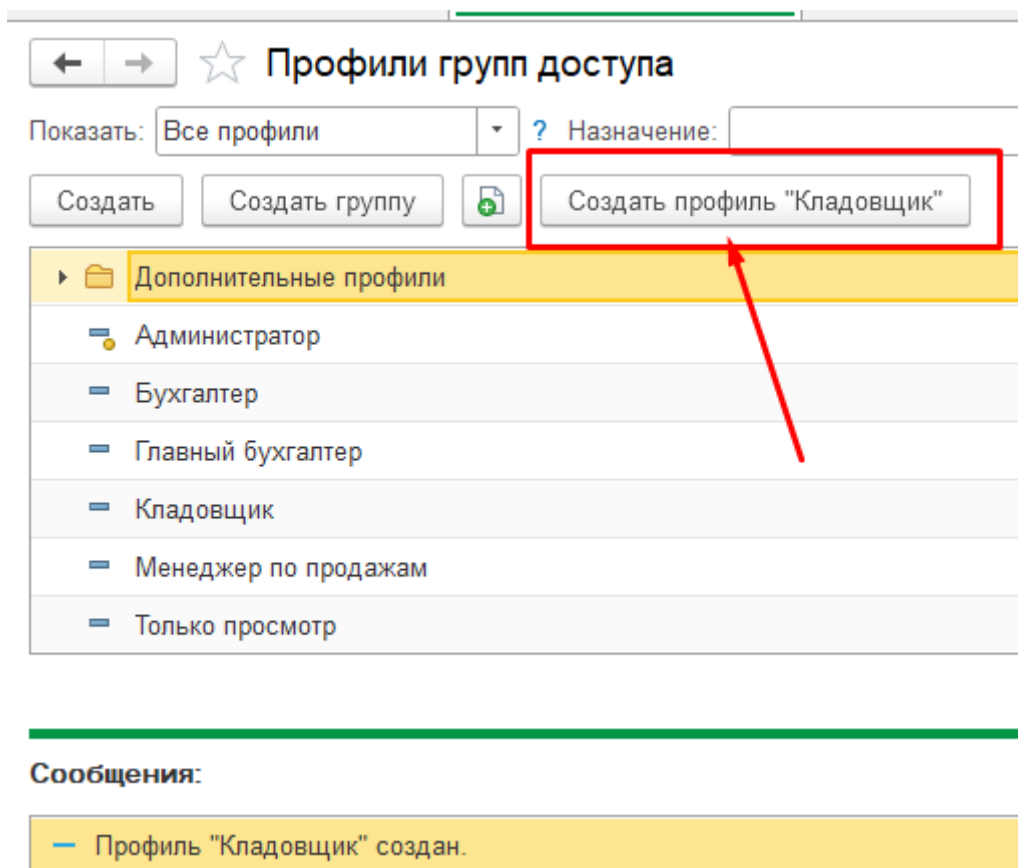 Профили групп доступа
Показать: Все профили ? Назначение:
Создать Создать группу Создать профиль "Кладовщик"
Дополнительные профили
Администратор
Бухгалтер
Главный бухгалтер
Кладовщик
Менеджер по продажам
Только просмотр
Сообщения:
Профиль "Кладовщик" создан.